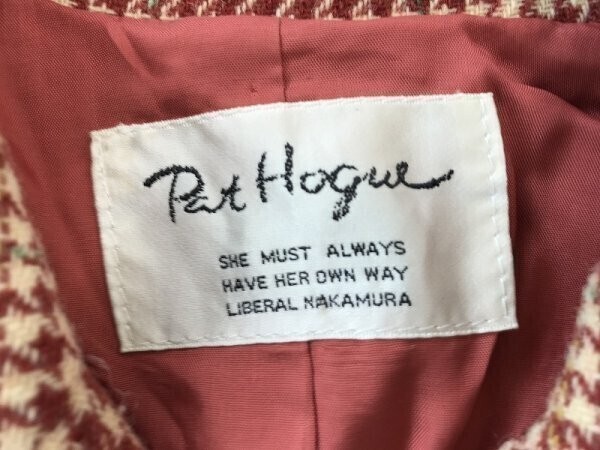 Pat Hogue
SHE MUST ALWAYS
HAVE HER OWN WAY
LIBERAL NAKAMURA